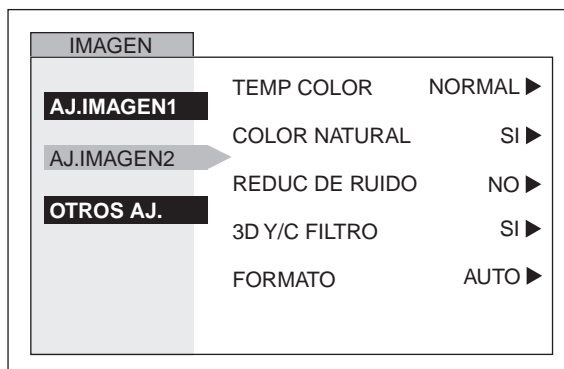 IMAGEN
AJ.IMAGEN1
AJ.IMAGEN2
OTROS AJ.
TEMP COLOR NORMAL
COLOR NATURAL SI
REDUC DE RUIDO NO
3D Y/C FILTRO SI
FORMATO AUTO